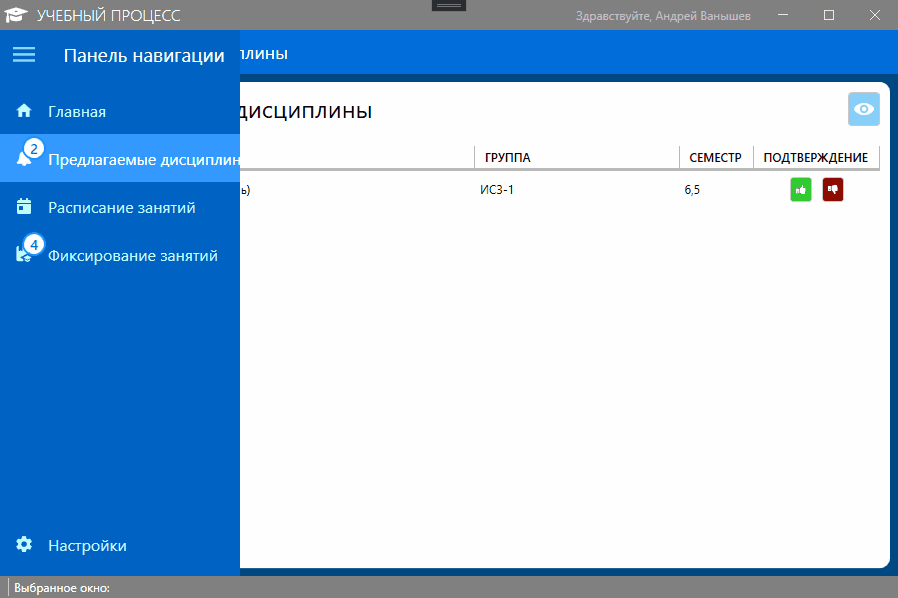 УЧЕБНЫЙ ПРОЦЕСС
Здравствуйте, Андрей Ванышев
Панель навигации
плины
Главная
2
Предлагаемые дисциплин
Расписание занятий
4
Фиксирование занятий
Настройки
ДИСЦИПЛИНЫ
ГРУППА
СЕМЕСТР
ПОДТВЕРЖДЕНИЕ
ь)
ИС3-1
6,5
Выбранное окно: